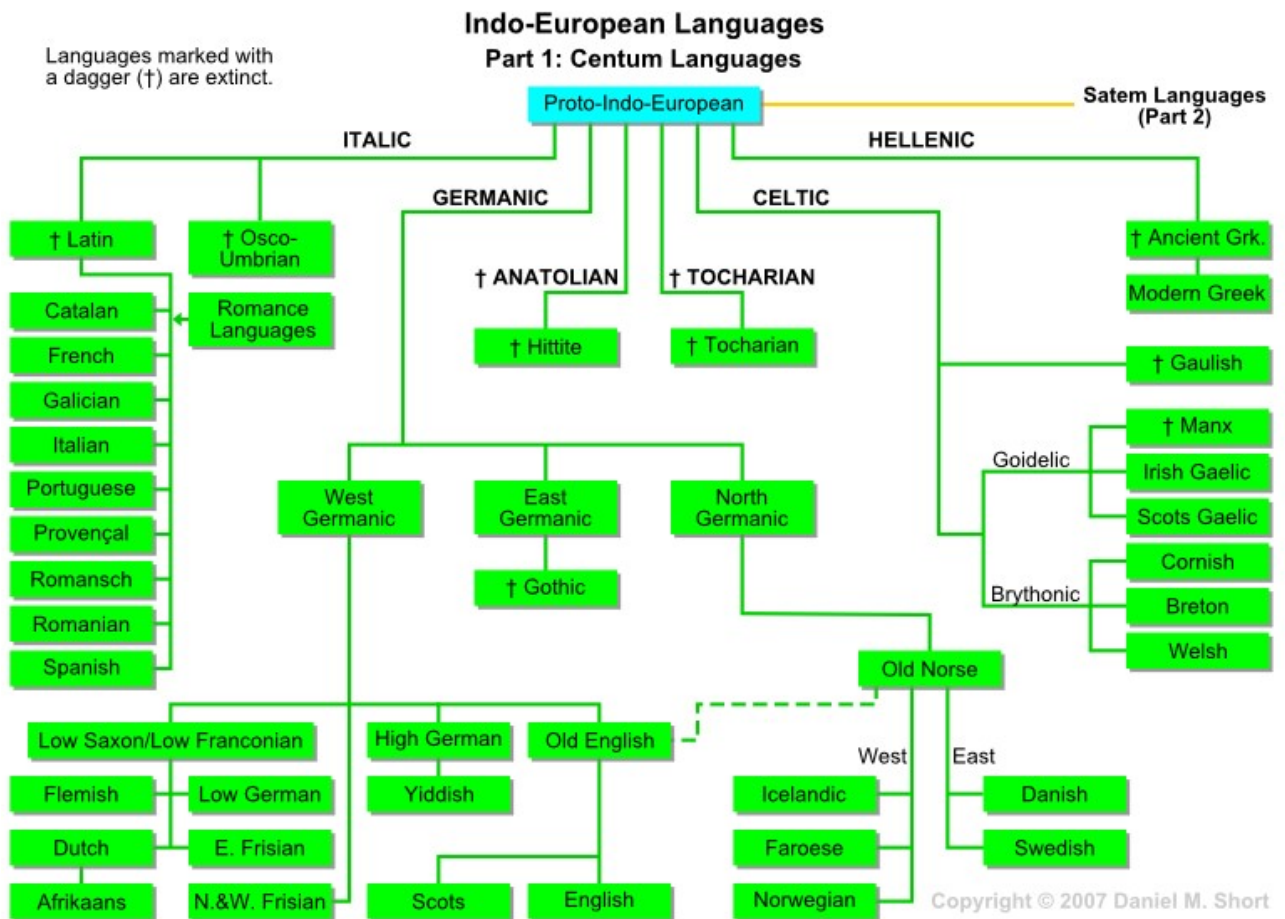 Indo-European Languages
Part 1: Centum Languages
Languages marked with
a dagger (†) are extinct.
Proto-Indo-European
Satem Languages
(Part 2)
ITALIC
HELLENIC
GERMANIC
CELTIC
† Latin
† Osco-
Umbrian
† Ancient Grk.
† ANATOLIAN
† TOCHARIAN
Modern Greek
Catalan
Romance
Languages
† Hittite
† Tocharian
French
† Gaulish
Galician
† Manx
Italian
Goidelic
Irish Gaelic
Portuguese
West
Germanic
East
Germanic
North
Germanic
Scots Gaelic
Provençal
Cornish
Romansch
† Gothic
Brythonic
Breton
Romanian
Welsh
Spanish
Old Norse
Low Saxon/Low Franconian
High German
Old English
West
East
Flemish
Low German
Yiddish
Icelandic
Danish
Dutch
E. Frisian
Faroese
Swedish
Afrikaans
N.&W. Frisian
Scots
English
Norwegian
Copyright © 2007 Daniel M. Short